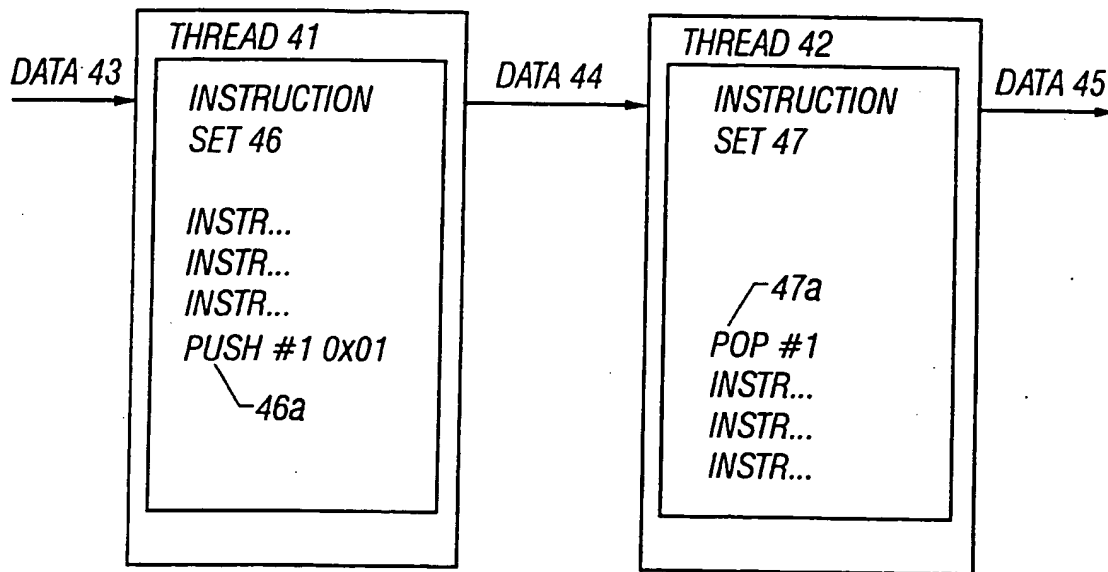 DATA 43
THREAD 41
INSTRUCTION
SET 46
INSTR...
INSTR...
INSTR...
PUSH #1 0x01
46a
DATA 44
THREAD 42
INSTRUCTION
SET 47
47a
POP #1
INSTR...
INSTR...
INSTR...
DATA 45